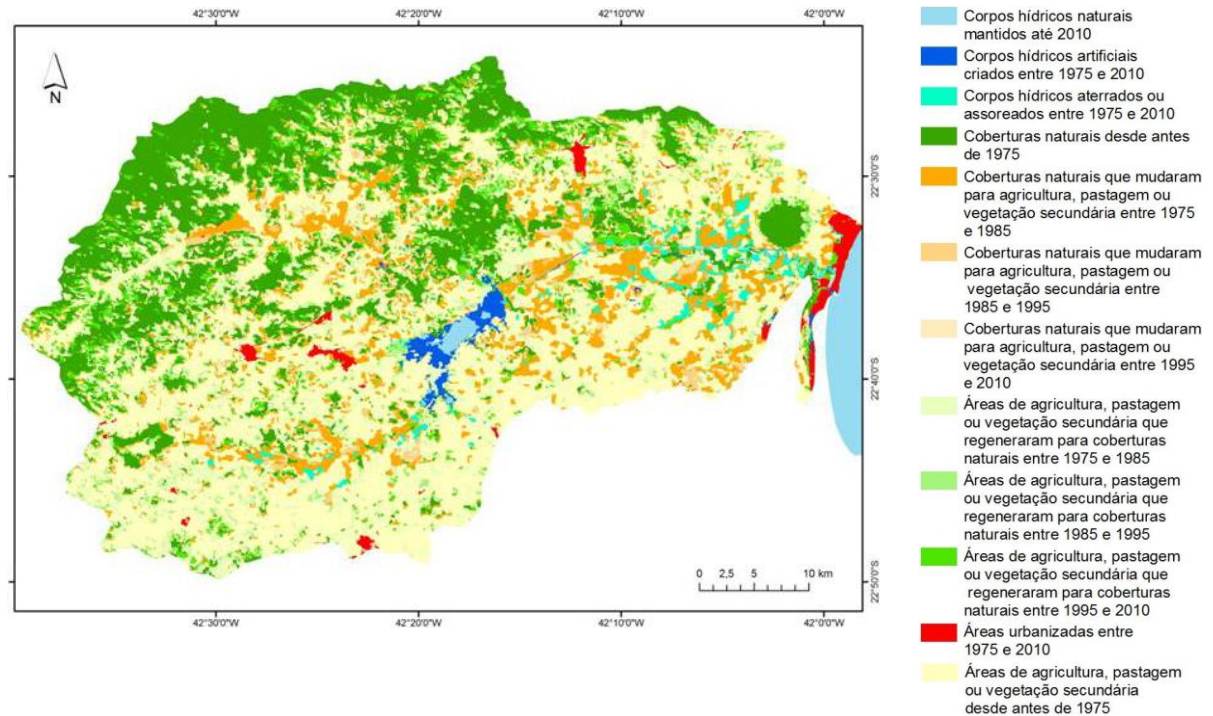 42°30'0"W
42°20'0"W
42°10'0"W
42°0'0"W
N
22°30'0"S
22°40'0"S
22°50'0"S
0 2,5 5 10 km
42°30'0"W
42°20'0"W
42°10'0"W
42°0'0"W
Corpos hídricos naturais
mantidos até 2010
Corpos hídricos artificiais
criados entre 1975 e 2010
Corpos hídricos aterrados ou
assoreados entre 1975 e 2010
Coberturas naturais desde antes
de 1975
Coberturas naturais que mudaram
para agricultura, pastagem ou
vegetação secundária entre 1975
e 1985
Coberturas naturais que mudaram
para agricultura, pastagem ou
vegetação secundária entre
1985 e 1995
Coberturas naturais que mudaram
para agricultura, pastagem ou
vegetação secundária entre 1995
e 2010
Áreas de agricultura, pastagem
ou vegetação secundária que
regeneraram para coberturas
naturais entre 1975 e 1985
Áreas de agricultura, pastagem
ou vegetação secundária que
regeneraram para coberturas
naturais entre 1985 e 1995
Áreas de agricultura, pastagem
ou vegetação secundária que
regeneraram para coberturas
naturais entre 1995 e 2010
Áreas urbanizadas entre
1975 e 2010
Áreas de agricultura, pastagem
ou vegetação secundária
desde antes de 1975